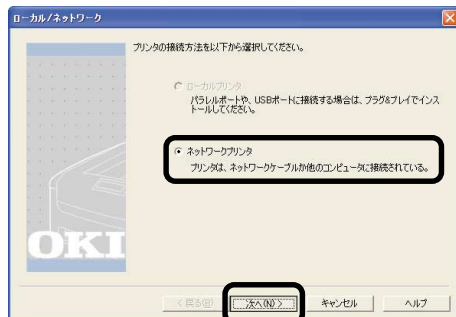 ローカル/ネットワーク
プリンタの接続方法を以下から選択してください。
ローカルプリンタ
パラレルポートや、USBポートに接続する場合は、プラグ&プレイでインス
トールしてください。
ネットワークプリンタ
プリンタは、ネットワークケーブルか他のコンピュータに接続されている。
OKI
< 戻る(B)
次へ(N) >
キャンセル
ヘルプ